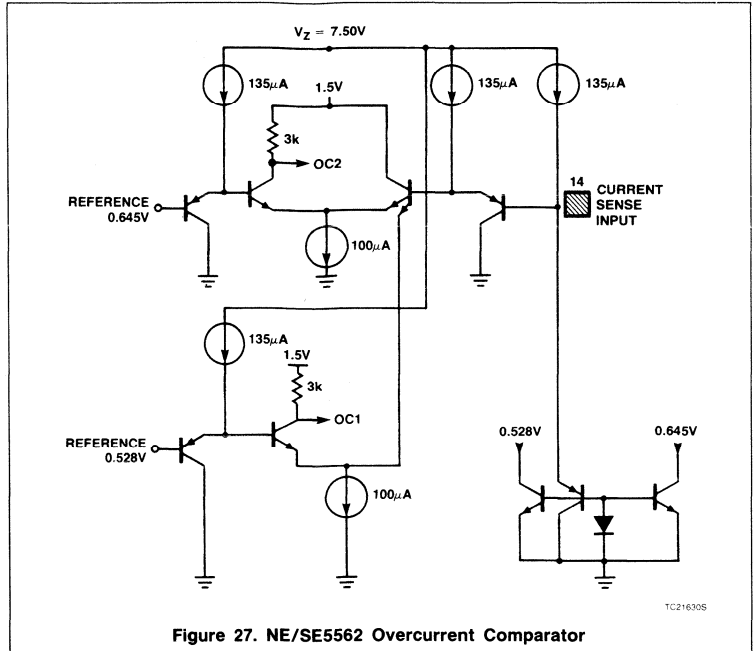 VZ = 7.50V
135μA
135μA
135μA
1.5V
3k
OC2
REFERENCE
0.645V
14
CURRENT
SENSE
INPUT
100μA
135μA
1.5V
3k
OC1
REFERENCE
0.528V
100μA
0.528V
0.645V
TC21630S
Figure 27. NE/SE5562 Overcurrent Comparator